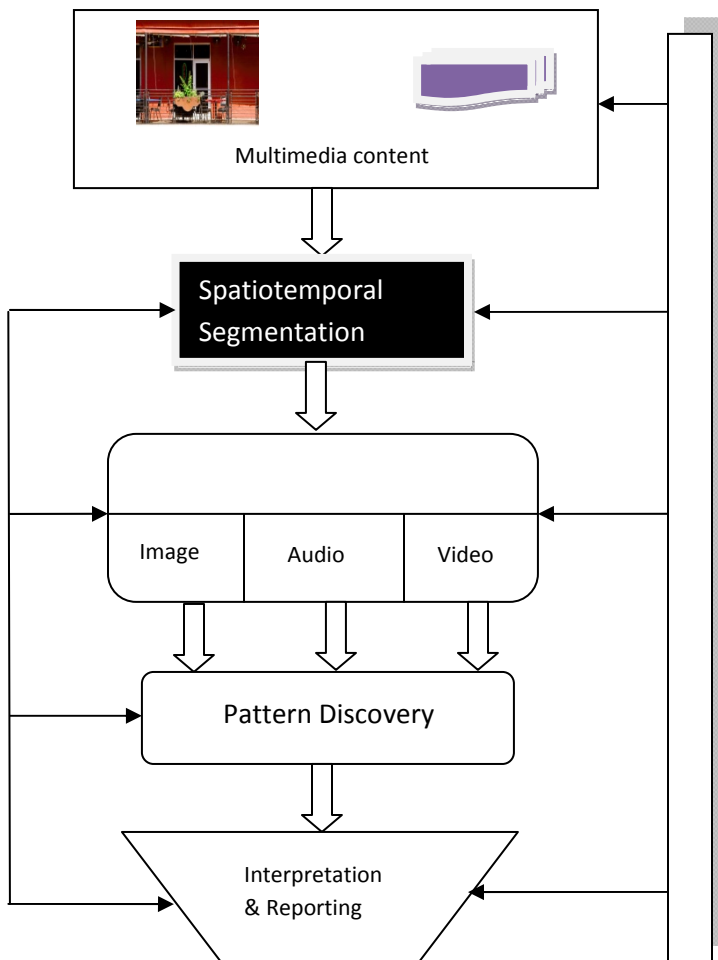 Multimedia content
Spatiotemporal
Segmentation
Image
Audio
Video
Pattern Discovery
Interpretation
& Reporting